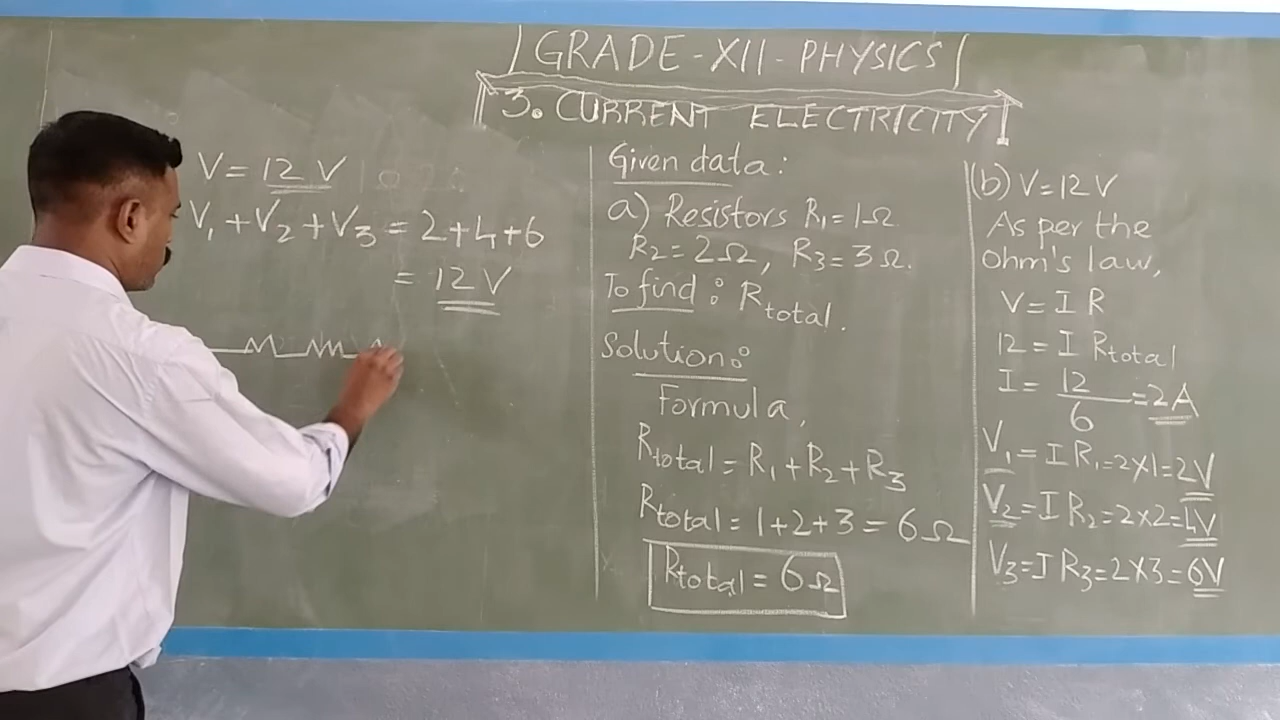 GRADE-XII-PHYSICS
3. CURRENT ELECTRICITY
V = 12 V
V₁ + V₂ + V₃ = 2+4+6
= 12 V
Given data:
a) Resistors R₁ = 1Ω
R₂ = 2Ω, R₃ = 3Ω.
To find: Rtotal.
Solution:
Formula,
Rtotal = R₁ + R₂ + R₃
Rtotal = 1+2+3 = 6Ω
Rtotal = 6Ω
(b) V = 12 V
As per the
Ohm's law,
V = I R
12 = I Rtotal
I = 12/6 = 2A
V₁ = I R₁ = 2×1 = 2V
V₂ = I R₂ = 2×2 = 4V
V₃ = I R₃ = 2×3 = 6V